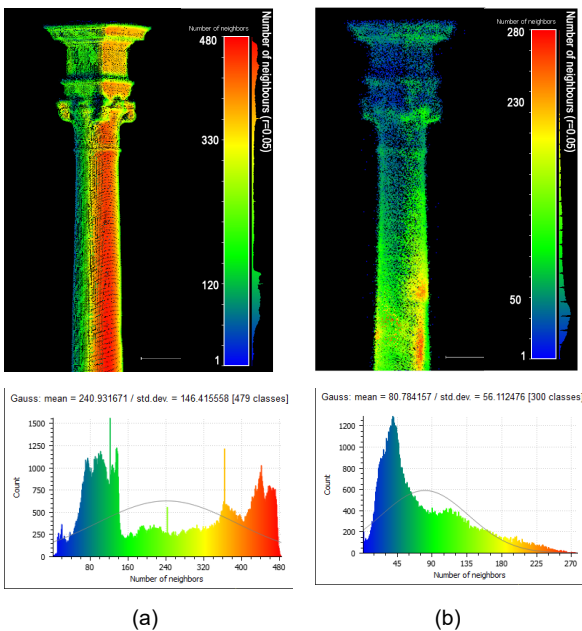 Number of neighbors
480
330
120
1
Number of neighbours (r=0.05)
Number of neighbors
280
230
50
1
Number of neighbours (r=0.05)
Gauss: mean = 240.931671 / std.dev. = 146.415558 [479 classes]
1500
1250
1000
750
500
250
0
Count
80 160 240 320 400 480
Number of neighbors
Gauss: mean = 80.784157 / std.dev. = 56.112476 [300 classes]
1200
1000
800
600
400
200
0
Count
45 90 135 180 225 270
Number of neighbors
(a)
(b)